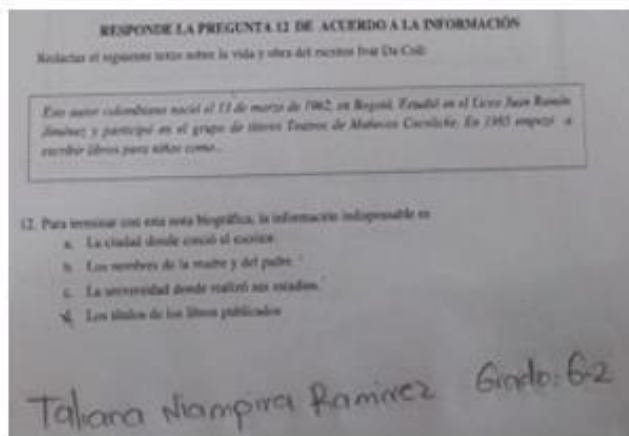 RESPONDE LA PREGUNTA 12 DE ACUERDO A LA INFORMACIÓN
Redactas el siguiente texto sobre la vida y obra del escritor Ivar Da Coll:
Este autor colombiano nació el 13 de marzo de 1962, en Bogotá. Estudió en el Liceo Juan Ramón
Jiménez y participó en el grupo de títeres Teatros de Muñecos Cocoliche. En 1985 empezó a
escribir libros para niños como...
12. Para terminar con esta nota biográfica, la información indispensable es
a. La ciudad donde el escritor
b. Los nombres de la madre y del padre.
c. La universidad donde realizó sus estudios.
d. Los títulos de los libros publicados
Taliana Niampira Ramirez Grado: 6-2